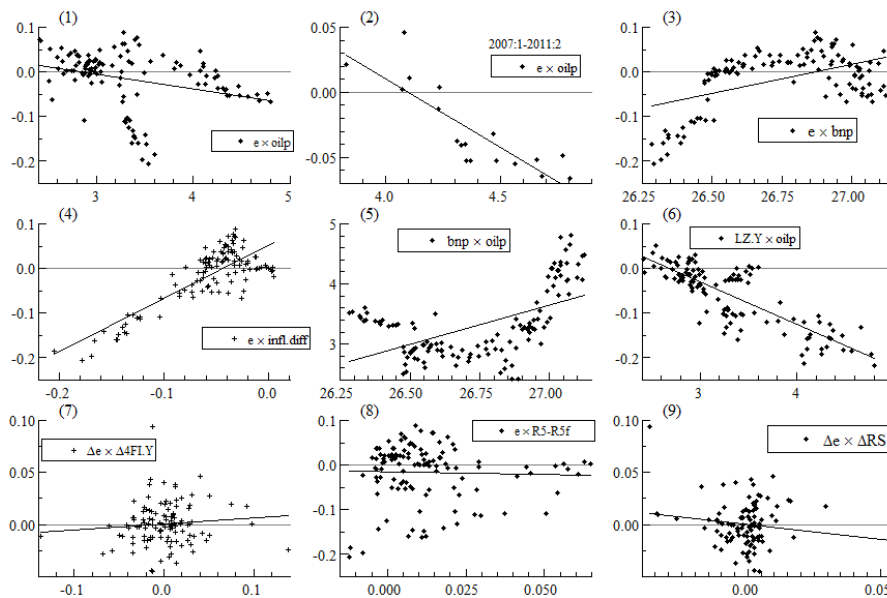 (1) (2) (3)
0.1 0.0 -0.1 -0.2
3 4 5
e × oilp
2007:1-2011:2
e × oilp
0.00 -0.05
4.0 4.5
0.1 0.0 -0.1 -0.2
e × bnp
26.25 26.50 26.75 27.00
(4) (5) (6)
0.1 0.0 -0.1 -0.2
e × infl.diff
-0.2 -0.1 0.0
5 4 3
bnp × oilp
26.25 26.50 26.75 27.00
0.1 0.0 -0.1 -0.2
LZ.Y × oilp
3 4
(7) (8) (9)
0.10 0.05 0.00
Δe × Δ4FI.Y
-0.1 0.0 0.1
0.1 0.0 -0.1 -0.2
e × R5-R5f
0.000 0.025 0.050
0.10 0.05 0.00
Δe × ΔRS
0.00 0.05